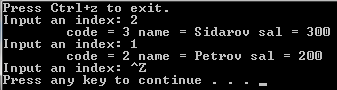 Press Ctrl+z to exit.
Input an index: 2
code = 3 name = Sidarov sal = 300
Input an index: 1
code = 2 name = Petrov sal = 200
Input an index: ^Z
Press any key to continue . . . _